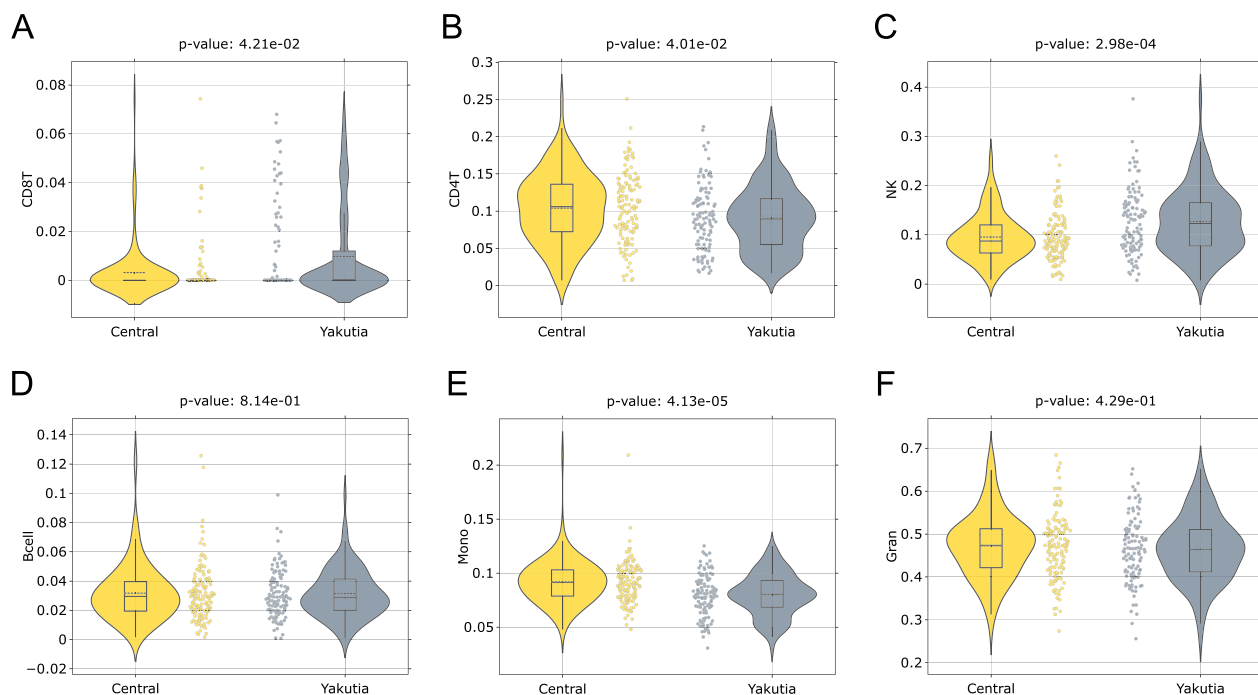 A
p-value: 4.21e-02
CD8T
0.08
0.06
0.04
0.02
0
Central
Yakutia
B
p-value: 4.01e-02
CD4T
0.3
0.25
0.2
0.15
0.1
0.05
0
Central
Yakutia
C
p-value: 2.98e-04
NK
0.4
0.3
0.2
0.1
0
Central
Yakutia
D
p-value: 8.14e-01
Bcell
0.14
0.12
0.1
0.08
0.06
0.04
0.02
0
−0.02
Central
Yakutia
E
p-value: 4.13e-05
Mono
0.2
0.15
0.1
0.05
Central
Yakutia
F
p-value: 4.29e-01
Gran
0.7
0.6
0.5
0.4
0.3
0.2
Central
Yakutia